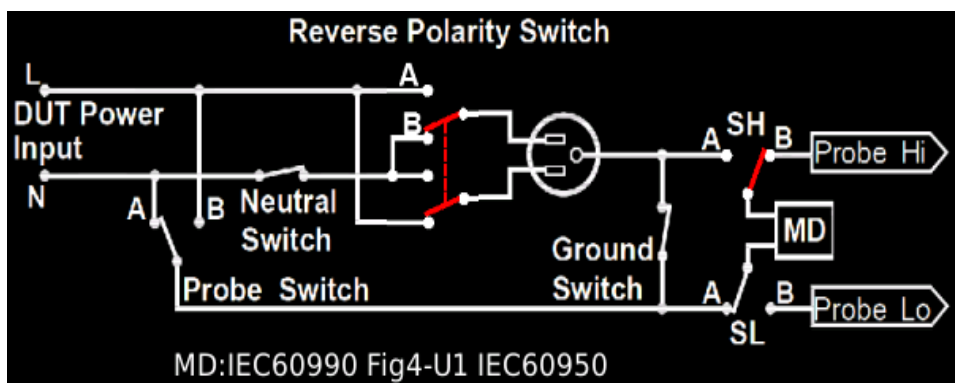 Reverse Polarity Switch
L
A
DUT Power
Input
B
A SH B
Probe Hi
N
A B Neutral
Switch
MD
Ground
Switch
Probe Switch
A B
Probe Lo
SL
MD:IEC60990 Fig4-U1 IEC60950